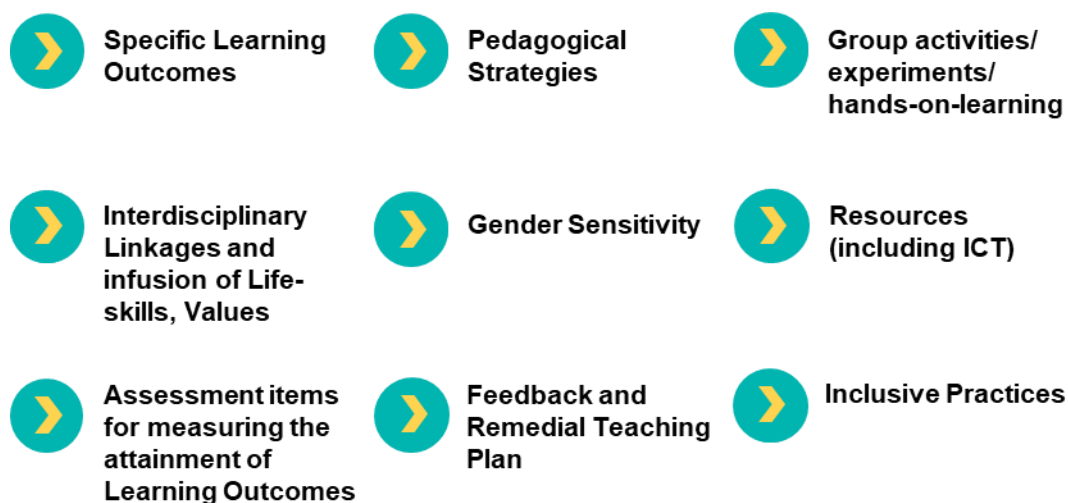 Specific Learning
Outcomes
Pedagogical
Strategies
Group activities/
experiments/
hands-on-learning
Interdisciplinary
Linkages and
infusion of Life-
skills, Values
Gender Sensitivity
Resources
(including ICT)
Assessment items
for measuring the
attainment of
Learning Outcomes
Feedback and
Remedial Teaching
Plan
Inclusive Practices